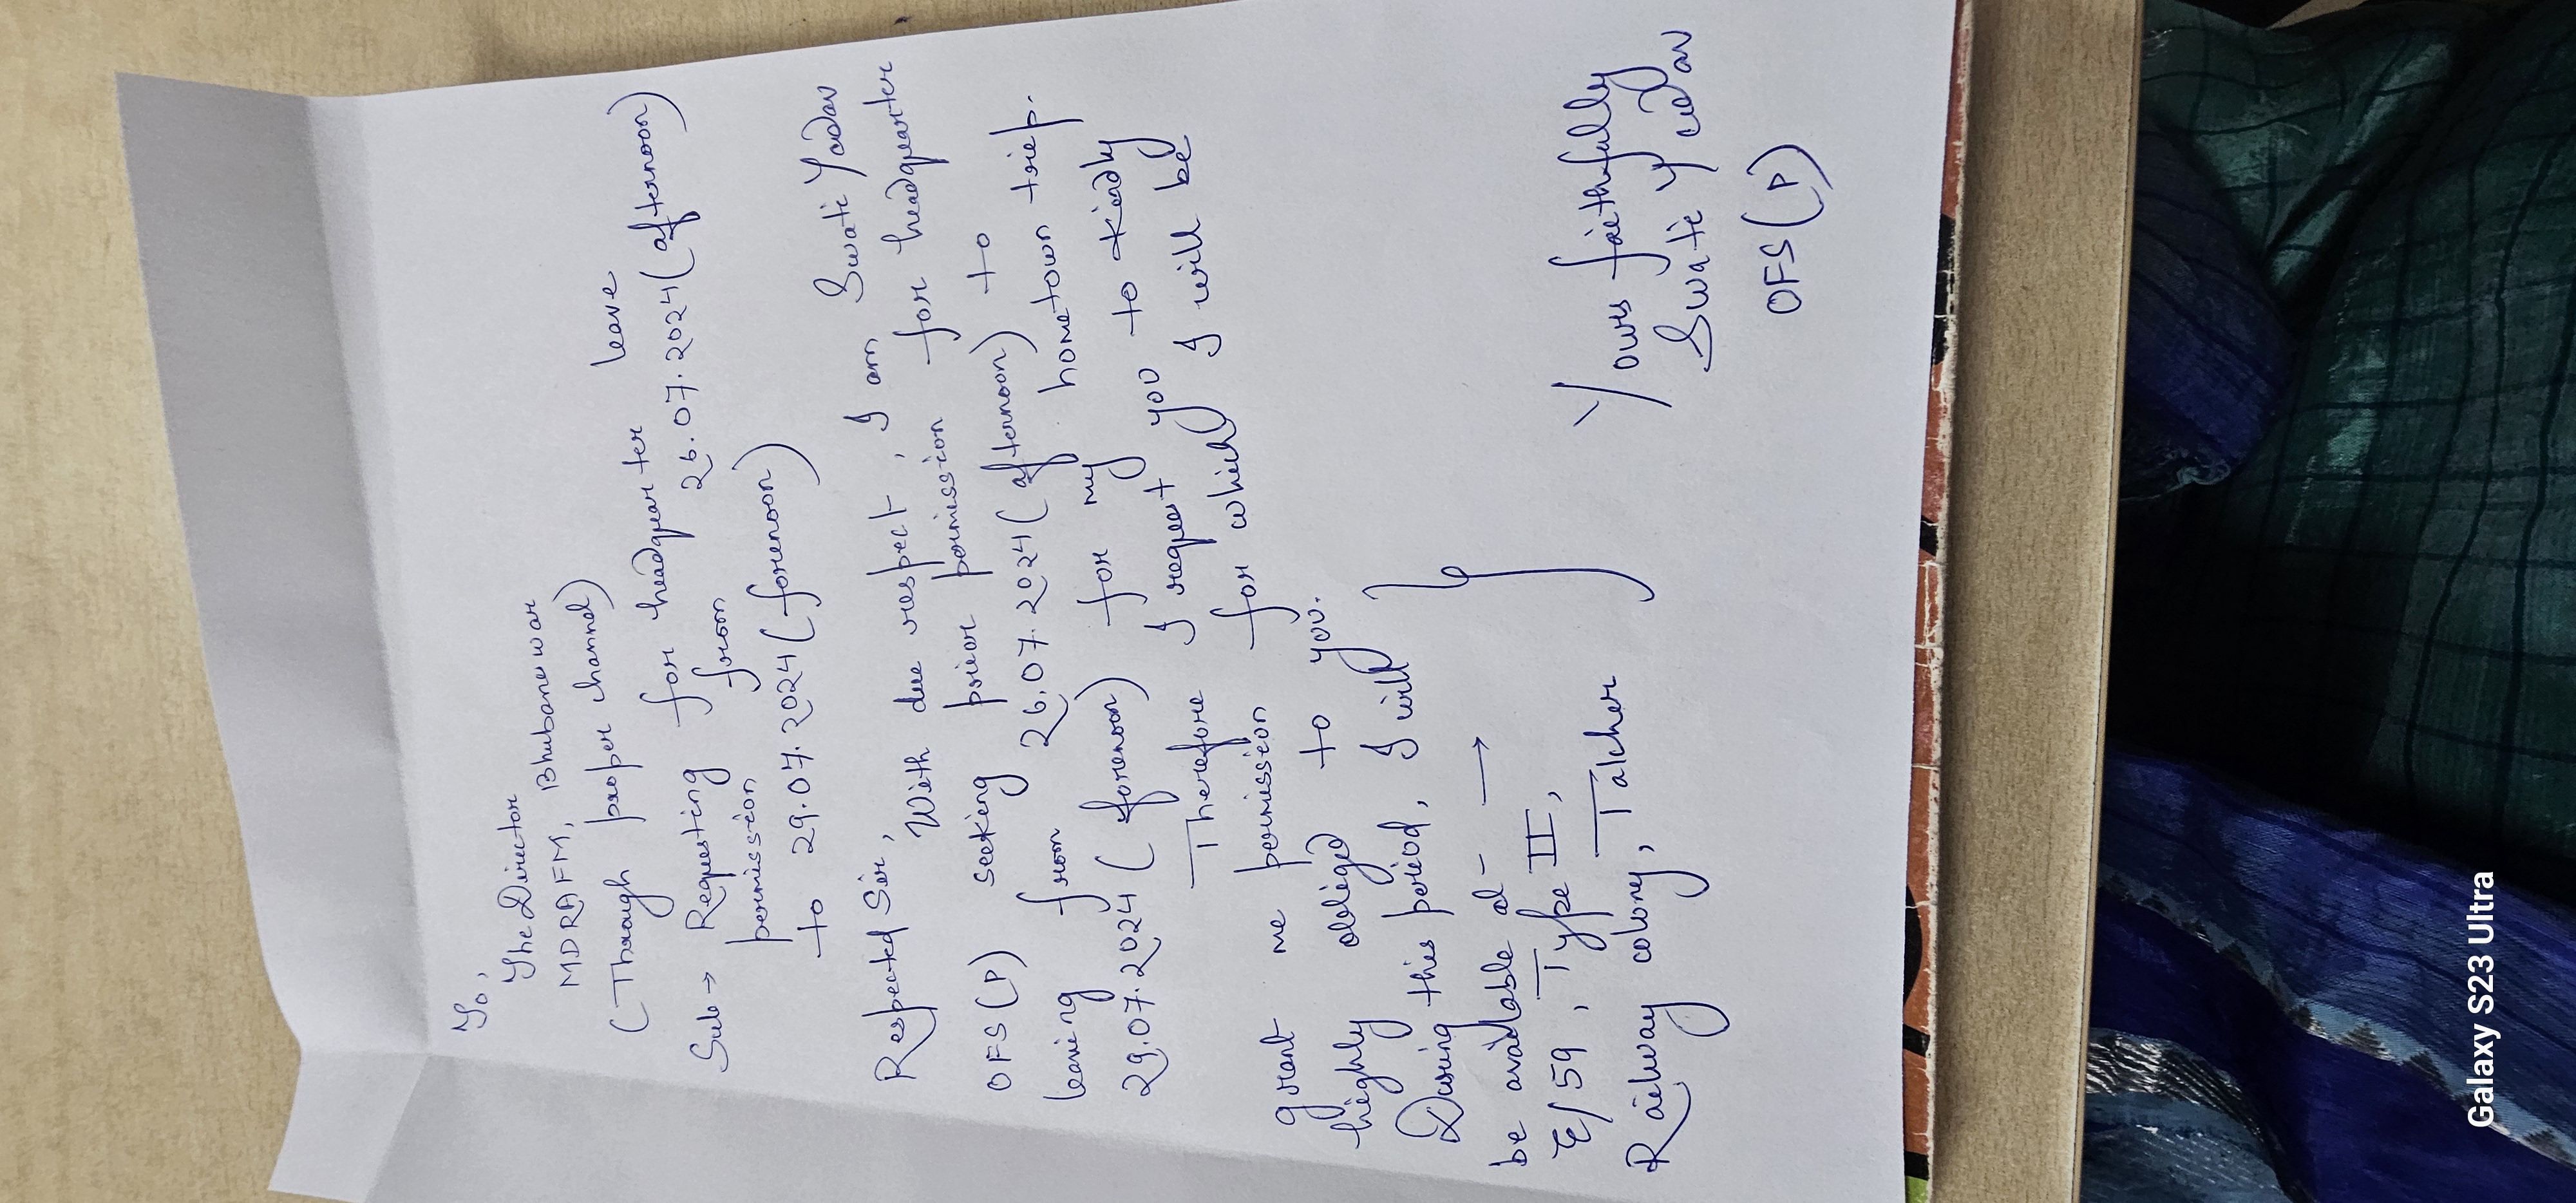 To,
The Director
MDRAFM, Bhubaneswar
(Through proper channel)
Sub → Requesting for headquarter leave
permission from 26.07.2024 (afternoon)
to 29.07.2024 (forenoon)
Respected Sir,
With due respect, I am Swati Yadav
OFS(P) seeking prior permission for headquarter
leaving from 26.07.2024 (afternoon) to
29.07.2024 (forenoon) for my hometown trip.
Therefore I request you to kindly
grant me permission for which I will be
highly obliged to you.
During this period, I will
be available at - →
E/59, Type II,
Railway colony, Talcher
Yours faithfully
Swati Yadav
OFS(P)
Galaxy S23 Ultra